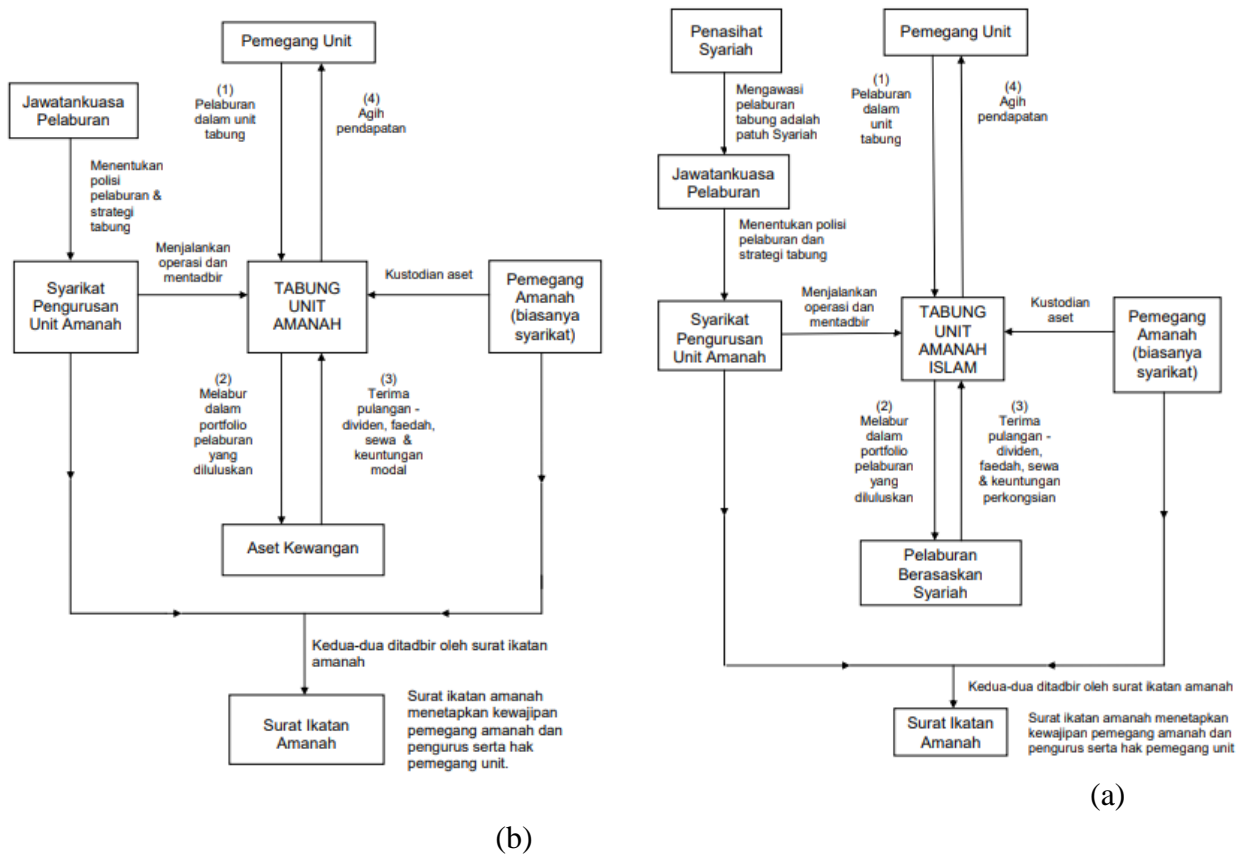 Pemegang Unit
Jawatankuasa
Pelaburan
(1)
Pelaburan
dalam unit
tabung
(4)
Agih
pendapatan
Menentukan
polisi
pelaburan &
strategi
tabung
Syarikat
Pengurusan
Unit Amanah
Menjalankan
operasi dan
mentadbir
TABUNG
UNIT
AMANAH
Kustodian aset
Pemegang
Amanah
(biasanya
syarikat)
(2)
Melabur
dalam
portfolio
pelaburan
yang
diluluskan
(3)
Terima
pulangan -
dividen, faedah,
sewa &
keuntungan
modal
Aset Kewangan
Kedua-dua ditadbir oleh surat ikatan
amanah
Surat Ikatan
Amanah
Surat ikatan amanah
menetapkan kewajipan
pemegang amanah dan
pengurus serta hak
pemegang unit.
(b)
Penasihat
Syariah
Pemegang Unit
Mengawasi
pelaburan
tabung adalah
patuh Syariah
(1)
Pelaburan
dalam
unit
tabung
(4)
Agih
pendapatan
Jawatankuasa
Pelaburan
Menentukan polisi
pelaburan dan
strategi tabung
Syarikat
Pengurusan
Unit Amanah
Menjalankan
operasi dan
mentadbir
TABUNG
UNIT
AMANAH
ISLAM
Kustodian
aset
Pemegang
Amanah
(biasanya
syarikat)
(2)
Melabur
dalam
portfolio
pelaburan
yang
diluluskan
(3)
Terima
pulangan -
dividen,
faedah, sewa
& keuntungan
perkongsian
Pelaburan
Berasaskan
Syariah
Kedua-dua ditadbir oleh surat ikatan amanah
Surat Ikatan
Amanah
Surat ikatan amanah menetapkan
kewajipan pemegang amanah dan
pengurus serta hak pemegang unit
(a)